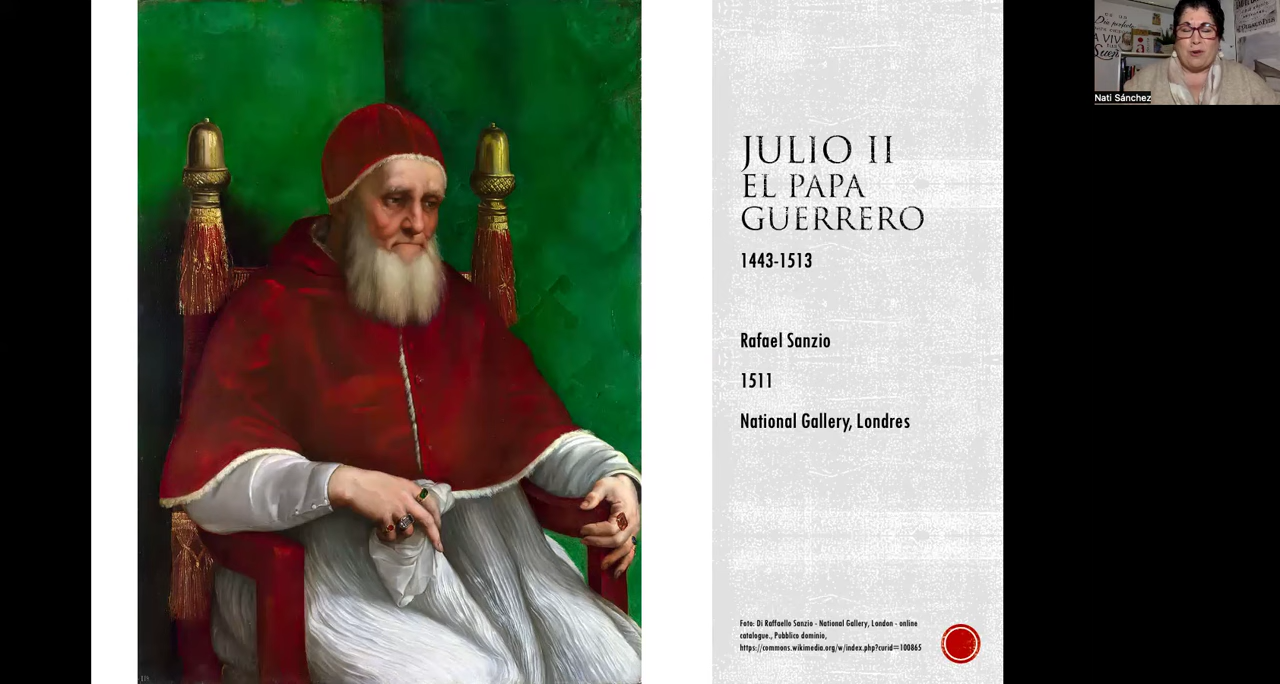 JULIO II
EL PAPA
GUERRERO
1443-1513
Rafael Sanzio
1511
National Gallery, Londres
Foto: Di Raffaello Sanzio - National Gallery, London - online
catalogue., Pubblico dominio,
https://commons.wikimedia.org/w/index.php?curid=100865
Nati Sánchez